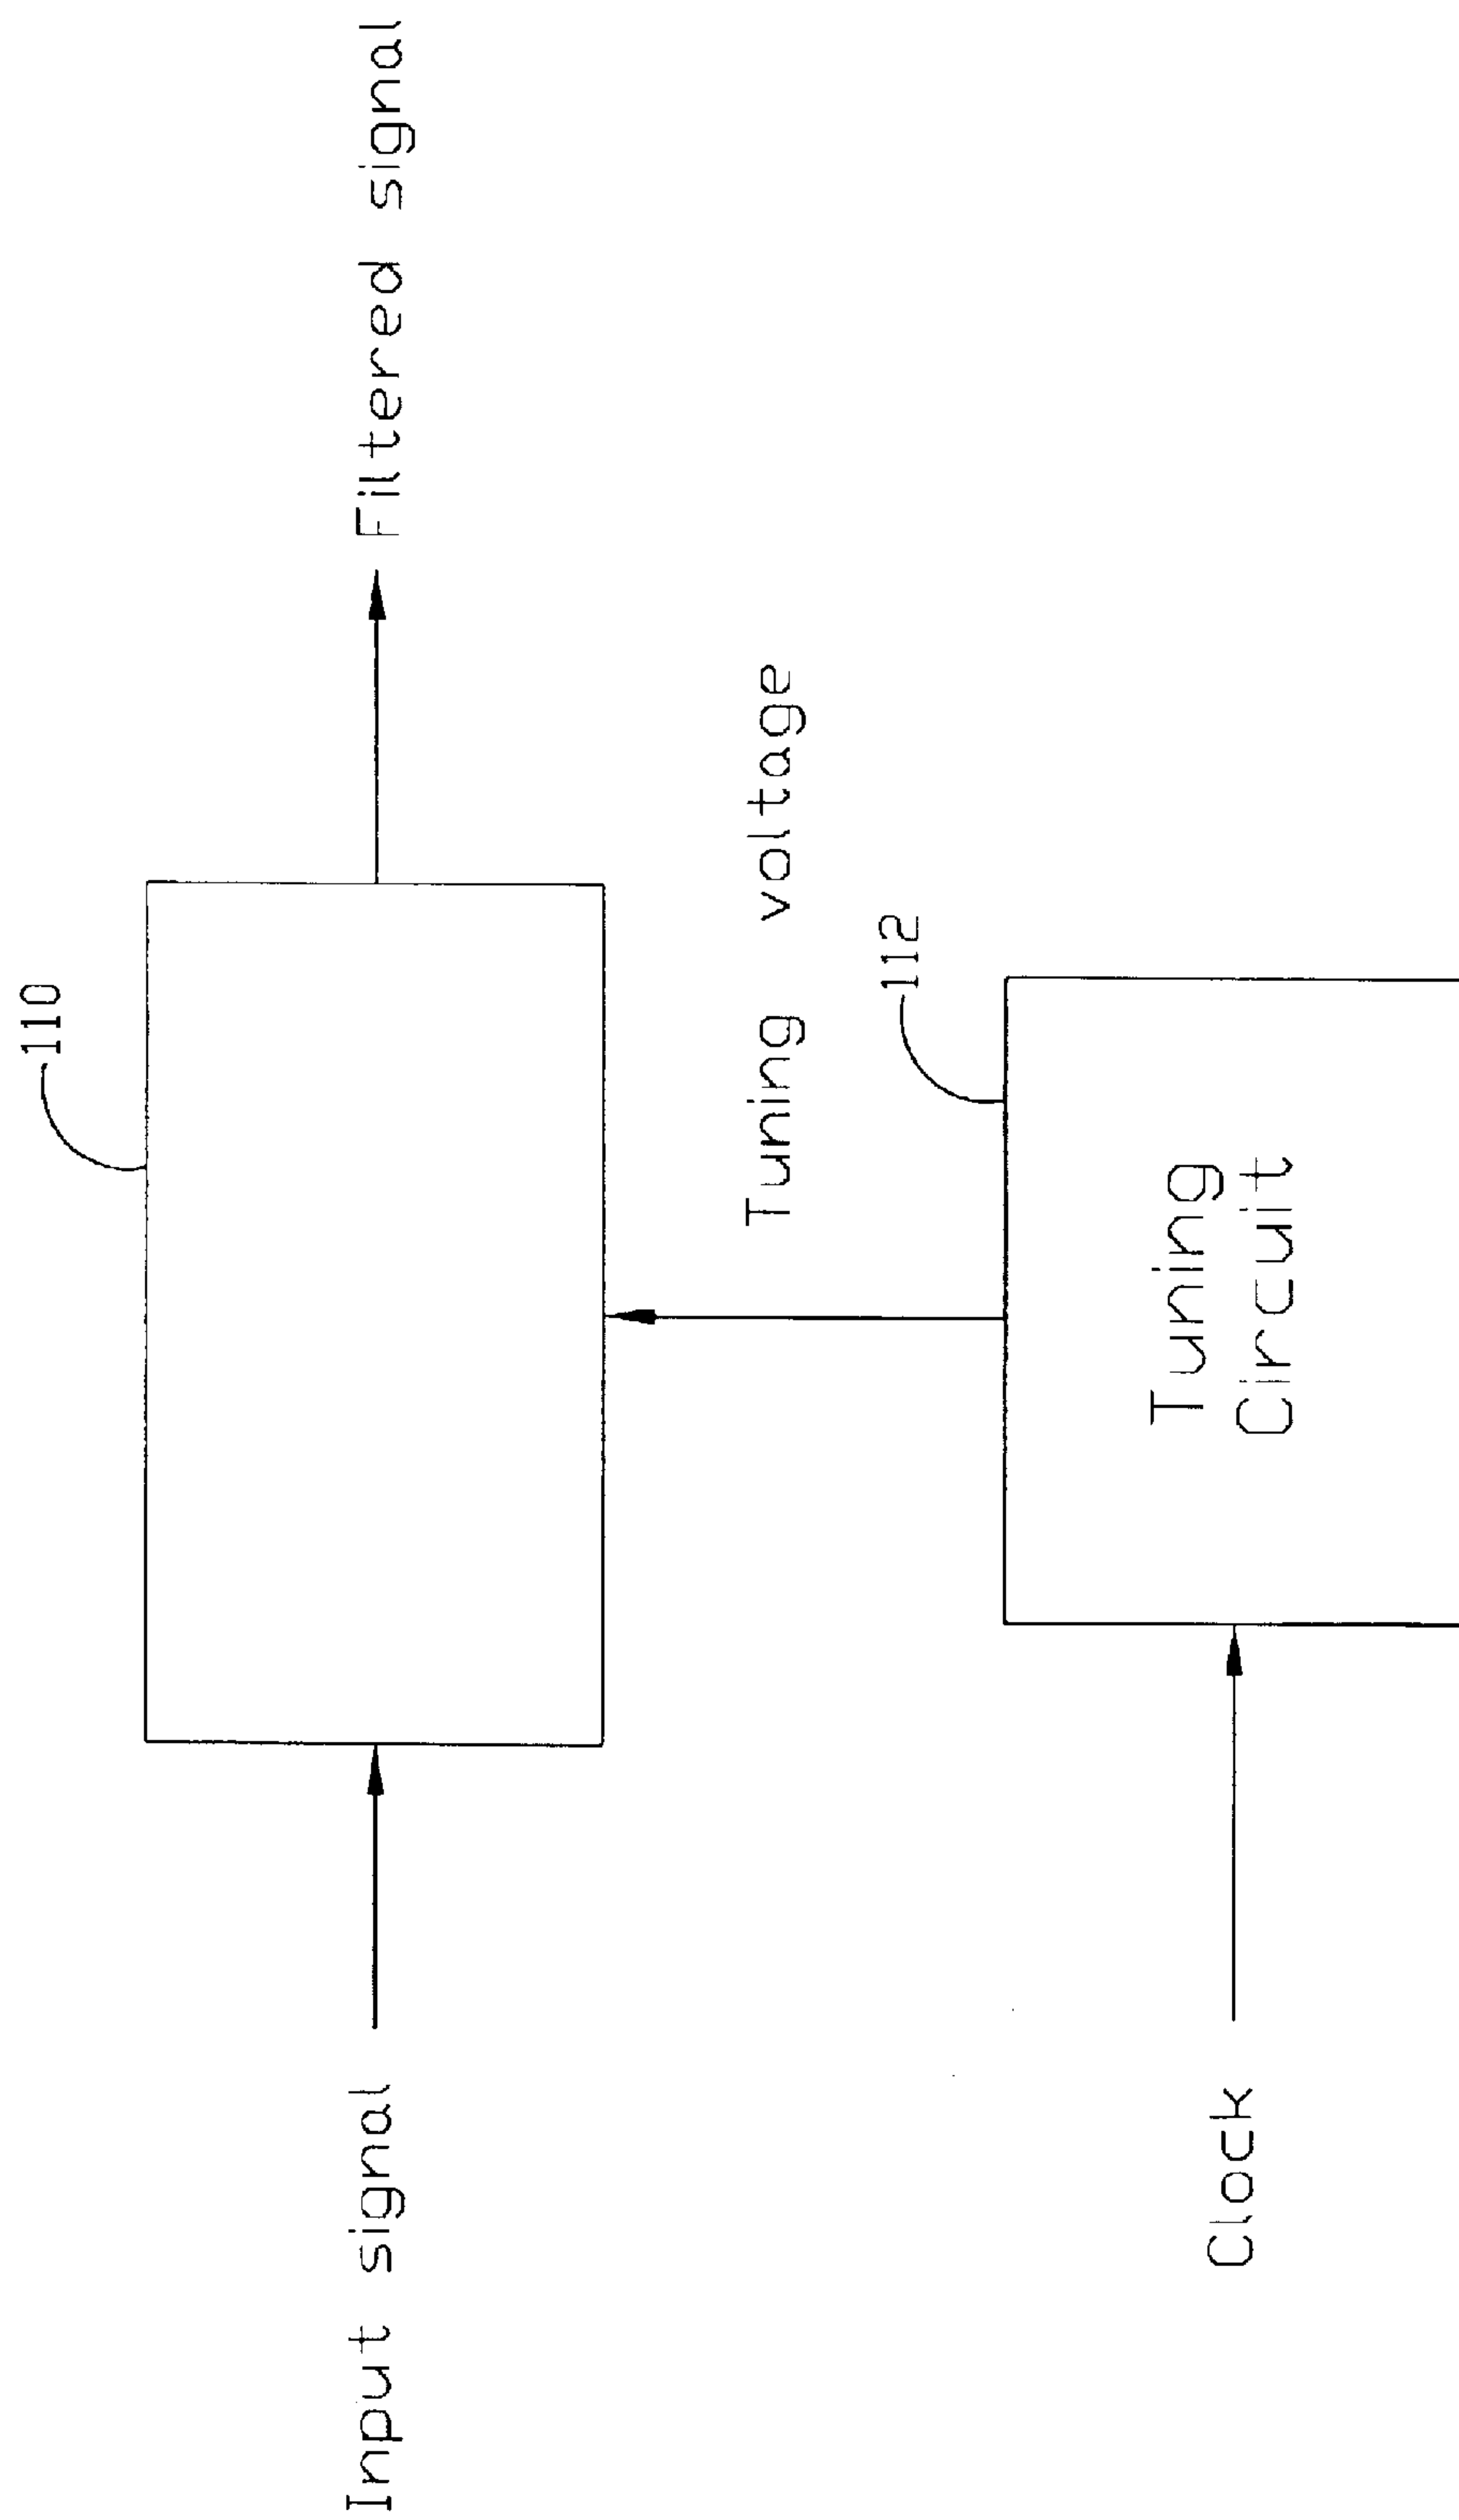 110
Input signal
Filtered signal
Tuning voltage
112
Tuning
Circuit
Clock